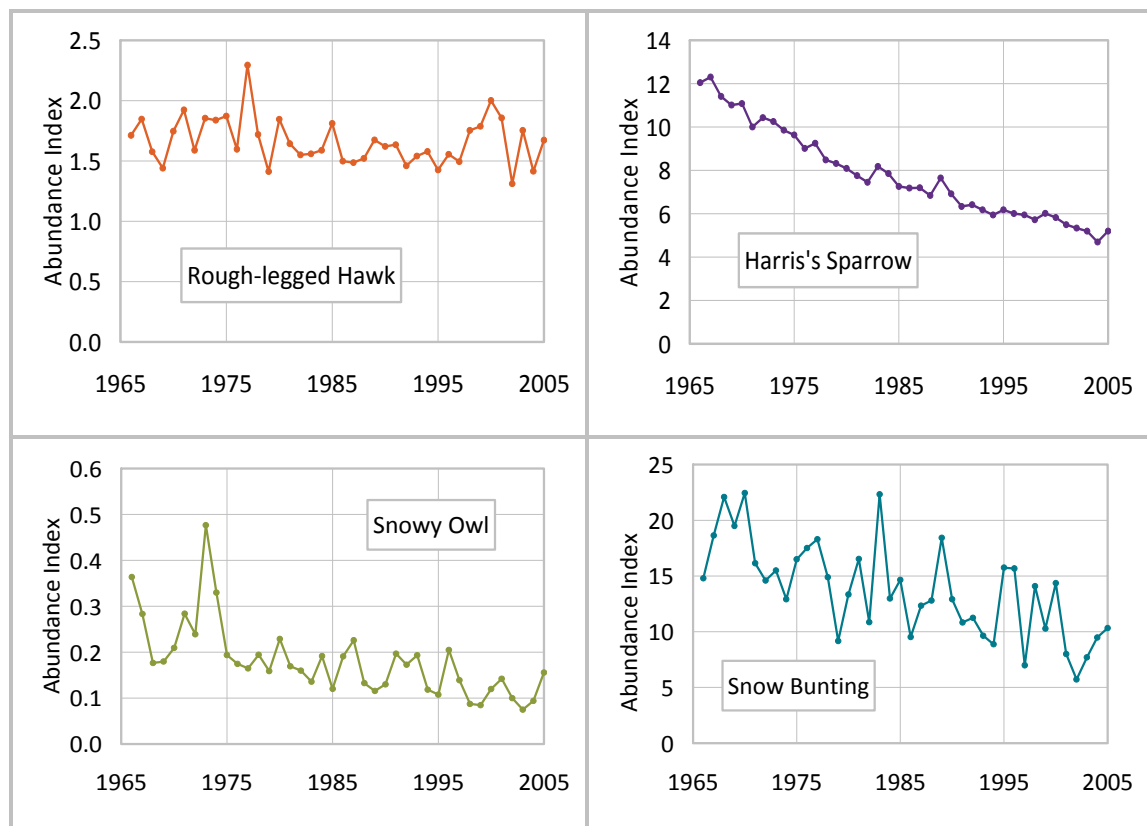 2.5
2.0
1.5
1.0
0.5
0.0
Abundance Index
Rough-legged Hawk
1965 1975 1985 1995 2005
14
12
10
8
6
4
2
0
Abundance Index
Harris's Sparrow
1965 1975 1985 1995 2005
0.6
0.5
0.4
0.3
0.2
0.1
0.0
Abundance Index
Snowy Owl
1965 1975 1985 1995 2005
25
20
15
10
5
0
Abundance Index
Snow Bunting
1965 1975 1985 1995 2005